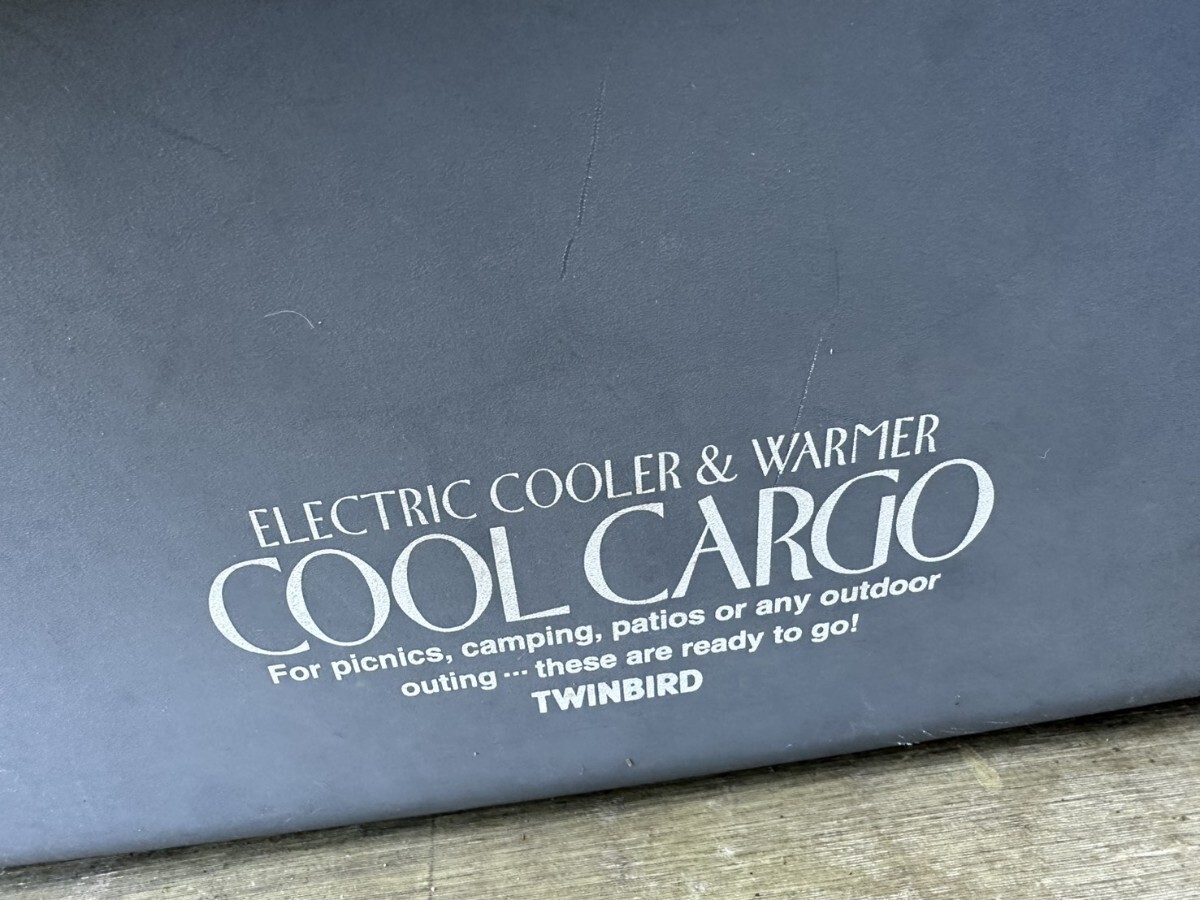 ELECTRIC COOLER & WARMER
COOL CARGO
For picnics, camping, patios or any outdoor
outing … these are ready to go!
TWINBIRD